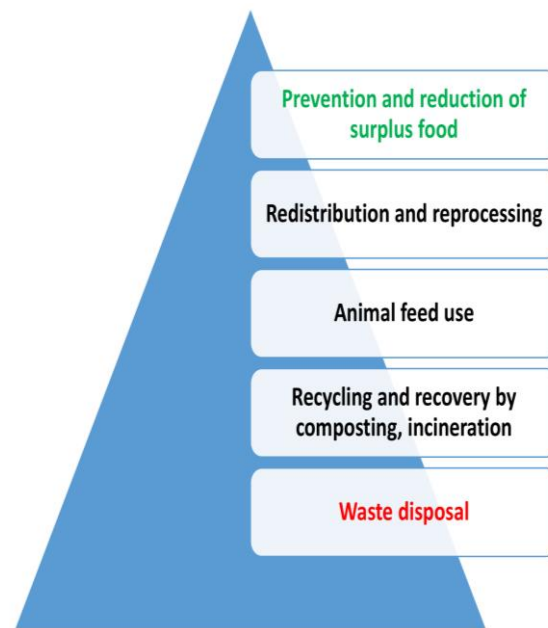 Prevention and reduction of
surplus food
Redistribution and reprocessing
Animal feed use
Recycling and recovery by
composting, incineration
Waste disposal